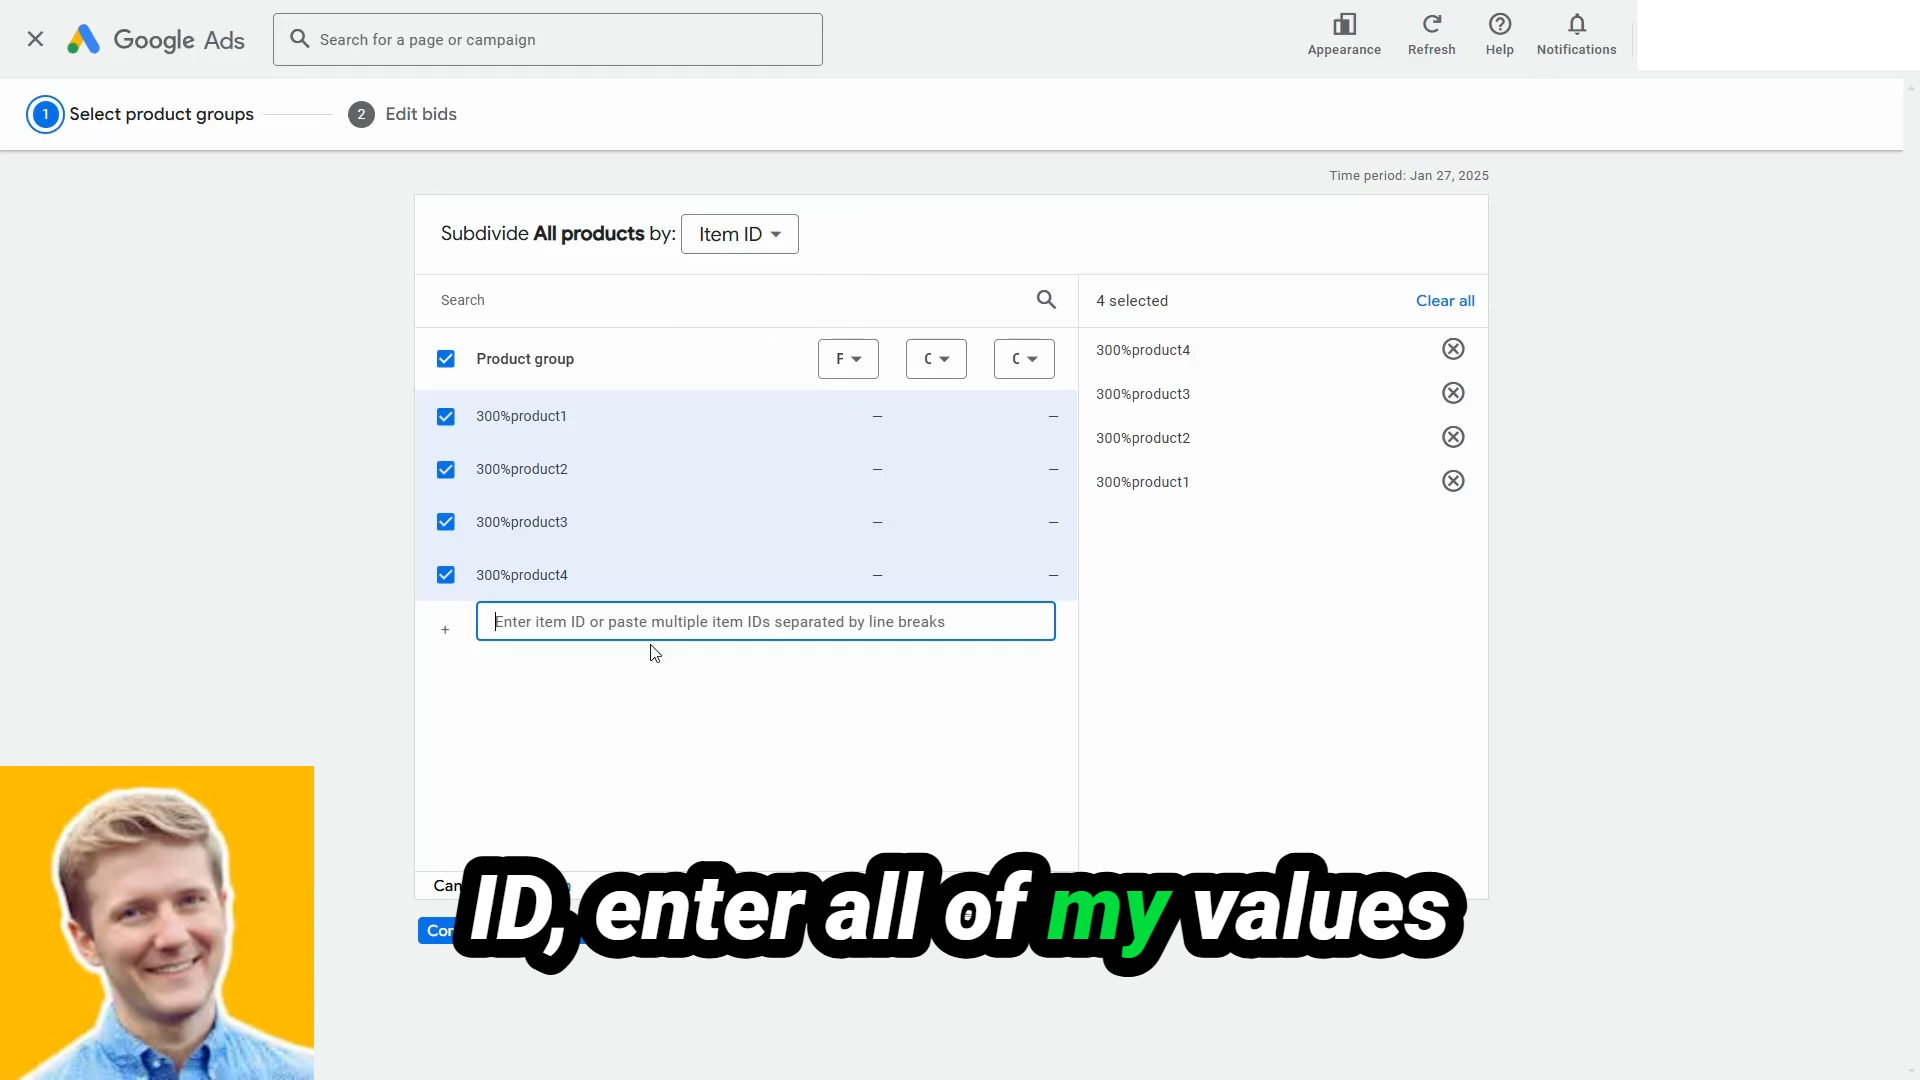 Google Ads
Search for a page or campaign
Appearance
Refresh
Help
Notifications
1 Select product groups
2 Edit bids
Time period: Jan 27, 2025
Subdivide All products by: Item ID
Search
4 selected
Clear all
Product group
F
C
C
300%product1
—
—
300%product2
—
—
300%product3
—
—
300%product4
—
—
+
Enter item ID or paste multiple item IDs separated by line breaks
300%product4
300%product3
300%product2
300%product1
ID, enter all of my values